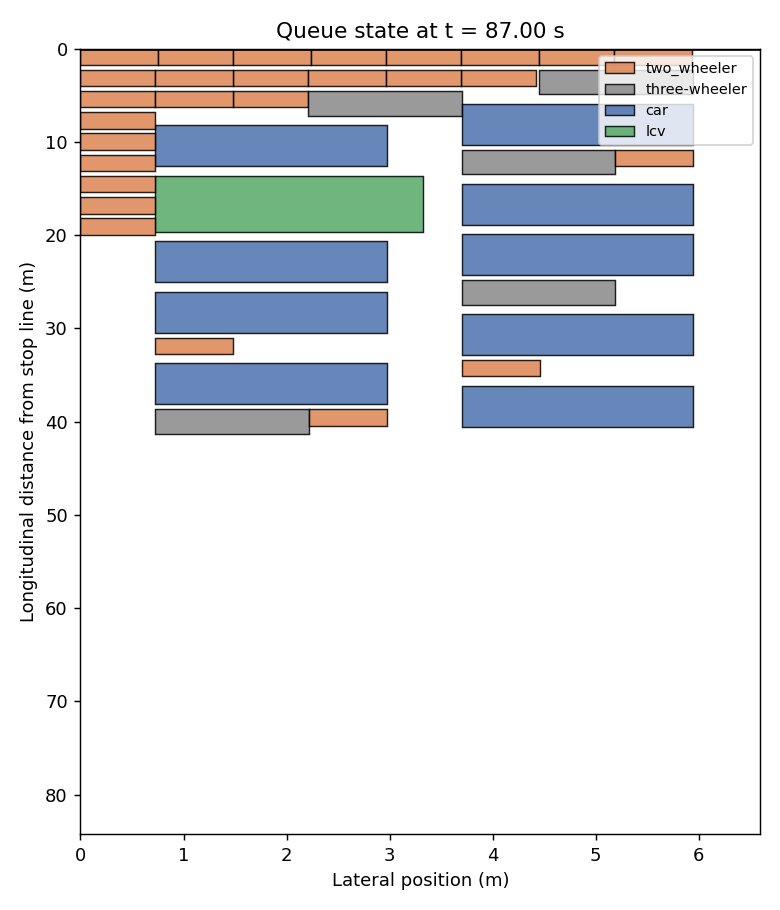 Queue state at t = 87.00 s
two_wheeler
three-wheeler
car
lcv
0
10
20
30
40
50
60
70
80
Longitudinal distance from stop line (m)
0 1 2 3 4 5 6
Lateral position (m)